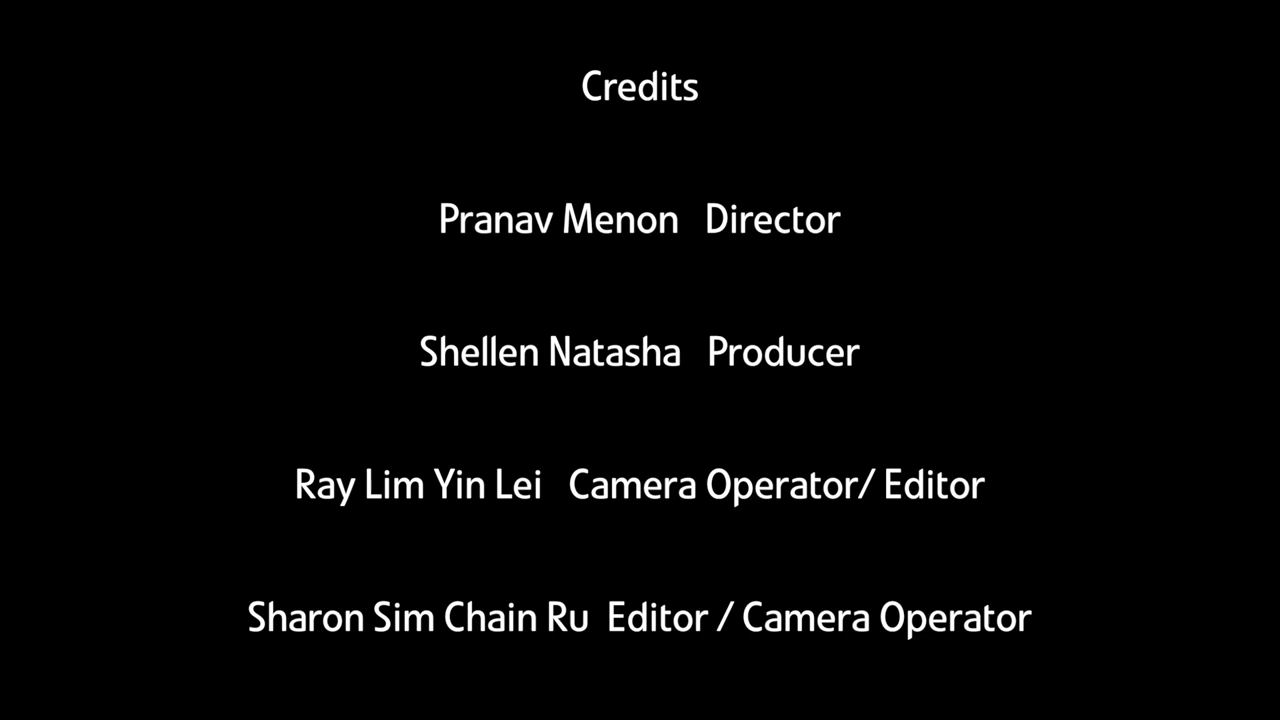 Credits
Pranav Menon Director
Shellen Natasha Producer
Ray Lim Yin Lei Camera Operator/ Editor
Sharon Sim Chain Ru Editor / Camera Operator